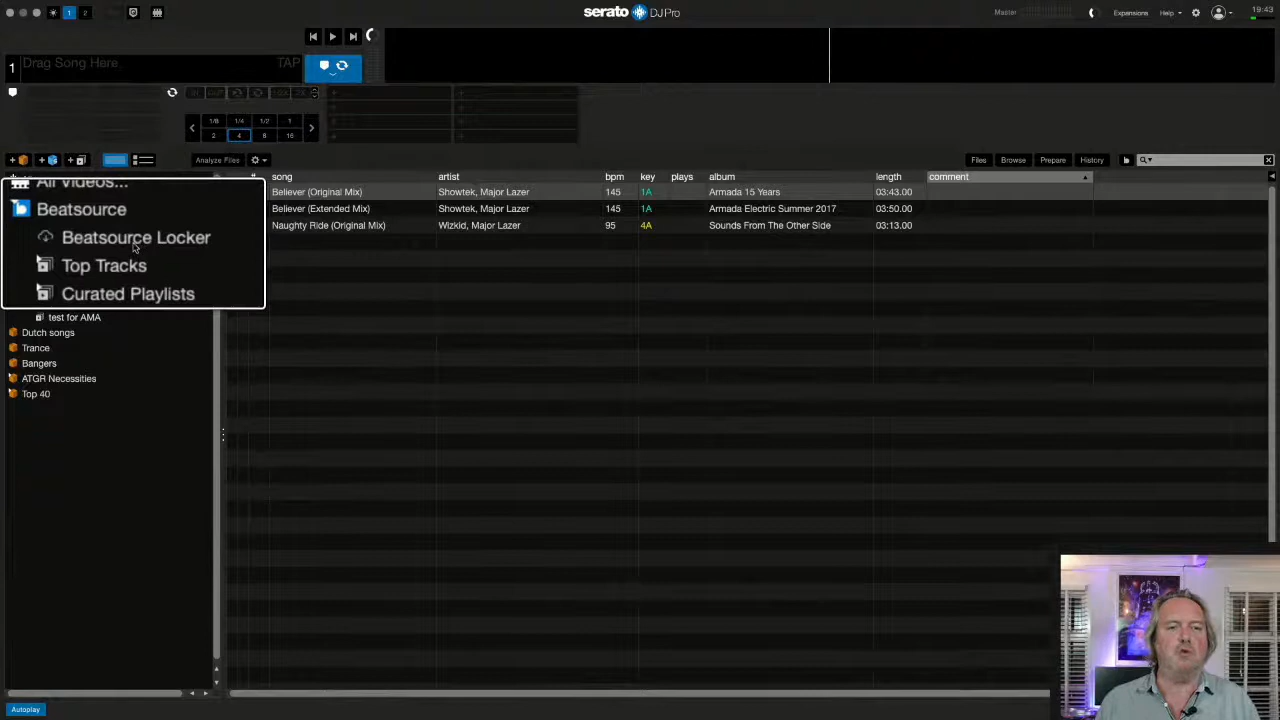 serato DJ Pro
Master
Expansions
Help
19:43
1 Drag Song Here TAP
1/8 1/4 1/2 1
2 4 8 16
Analyze Files
Files Browse Prepare History
# song artist bpm key plays album length comment
Believer (Original Mix) Showtek, Major Lazer 145 1A Armada 15 Years 03:43.00
Believer (Extended Mix) Showtek, Major Lazer 145 1A Armada Electric Summer 2017 03:50.00
Naughty Ride (Original Mix) Wizkid, Major Lazer 95 4A Sounds From The Other Side 03:13.00
All Videos...
Beatsource
Beatsource Locker
Top Tracks
Curated Playlists
test for AMA
Dutch songs
Trance
Bangers
ATGR Necessities
Top 40
Autoplay